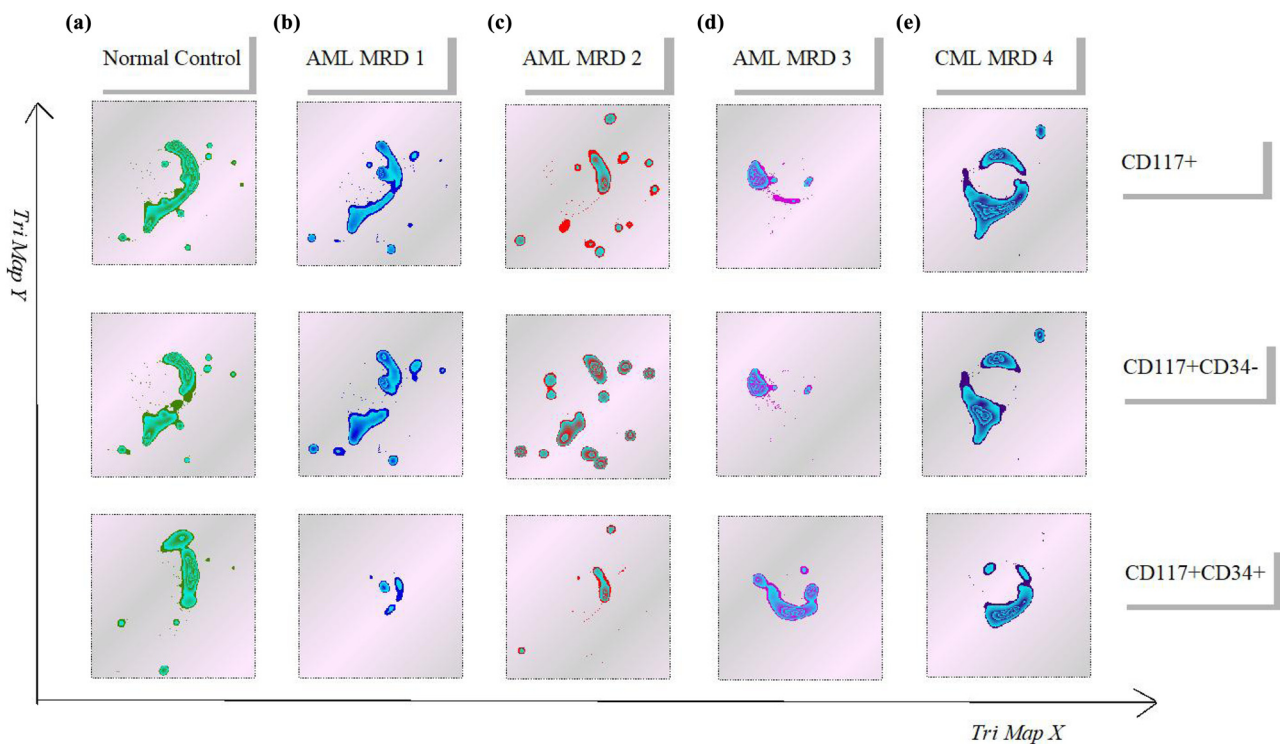 (a) (b) (c) (d) (e)
Normal Control AML MRD 1 AML MRD 2 AML MRD 3 CML MRD 4
CD117+
CD117+CD34-
CD117+CD34+
Tri Map Y
Tri Map X